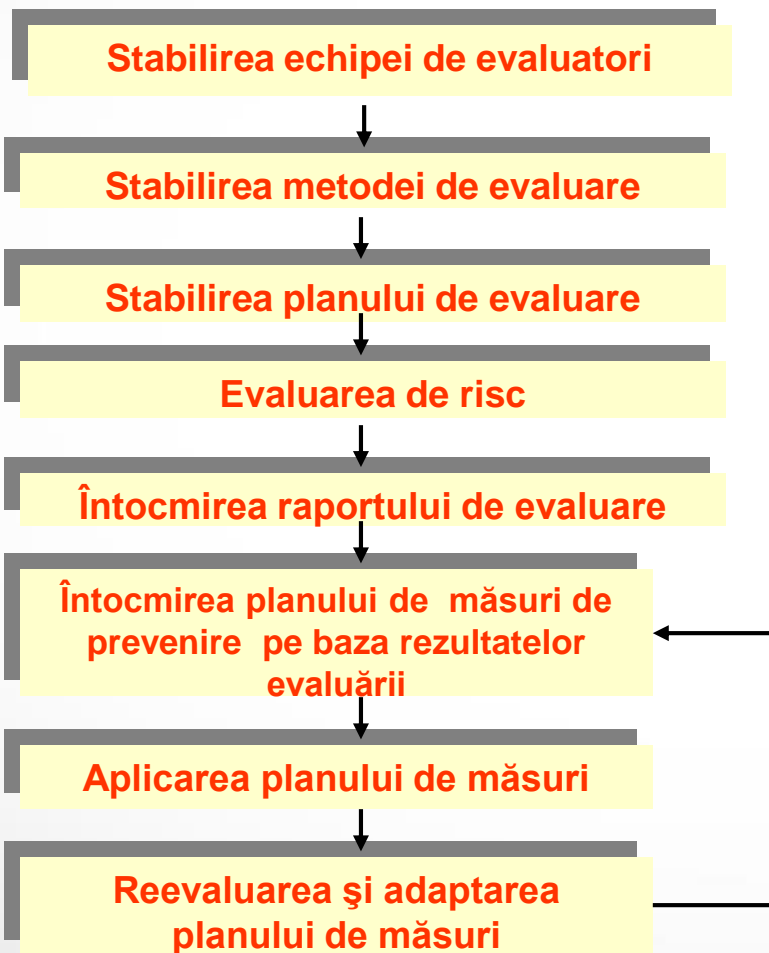 Stabilirea echipei de evaluatori
Stabilirea metodei de evaluare
Stabilirea planului de evaluare
Evaluarea de risc
Întocmirea raportului de evaluare
Întocmirea planului de măsuri de
prevenire pe baza rezultatelor
evaluării
Aplicarea planului de măsuri
Reevaluarea şi adaptarea
planului de măsuri